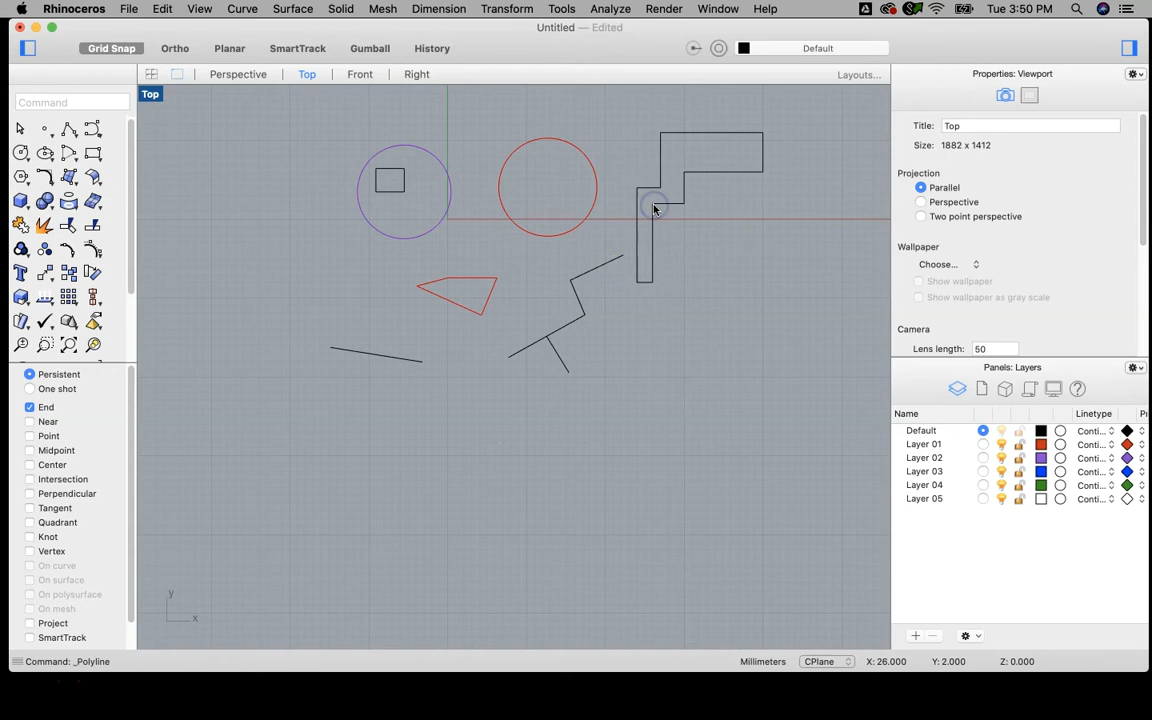 Rhinoceros File Edit View Curve Surface Solid Mesh Dimension Transform Tools Analyze Render Window Help Tue 3:50 PM
Untitled — Edited
Grid Snap Ortho Planar SmartTrack Gumball History Default
Perspective Top Front Right Layouts... Properties: Viewport
Top
Command
Title: Top
Size: 1882 x 1412
Projection
Parallel
Perspective
Two point perspective
Wallpaper
Choose...
Show wallpaper
Show wallpaper as gray scale
Camera
Lens length: 50
Panels: Layers
Name Linetype
Default Conti...
Layer 01 Conti...
Layer 02 Conti...
Layer 03 Conti...
Layer 04 Conti...
Layer 05 Conti...
Persistent
One shot
End
Near
Point
Midpoint
Center
Intersection
Perpendicular
Tangent
Quadrant
Knot
Vertex
On curve
On surface
On polysurface
On mesh
Project
SmartTrack
y
x
Command: _Polyline Millimeters CPlane X: 26.000 Y: 2.000 Z: 0.000